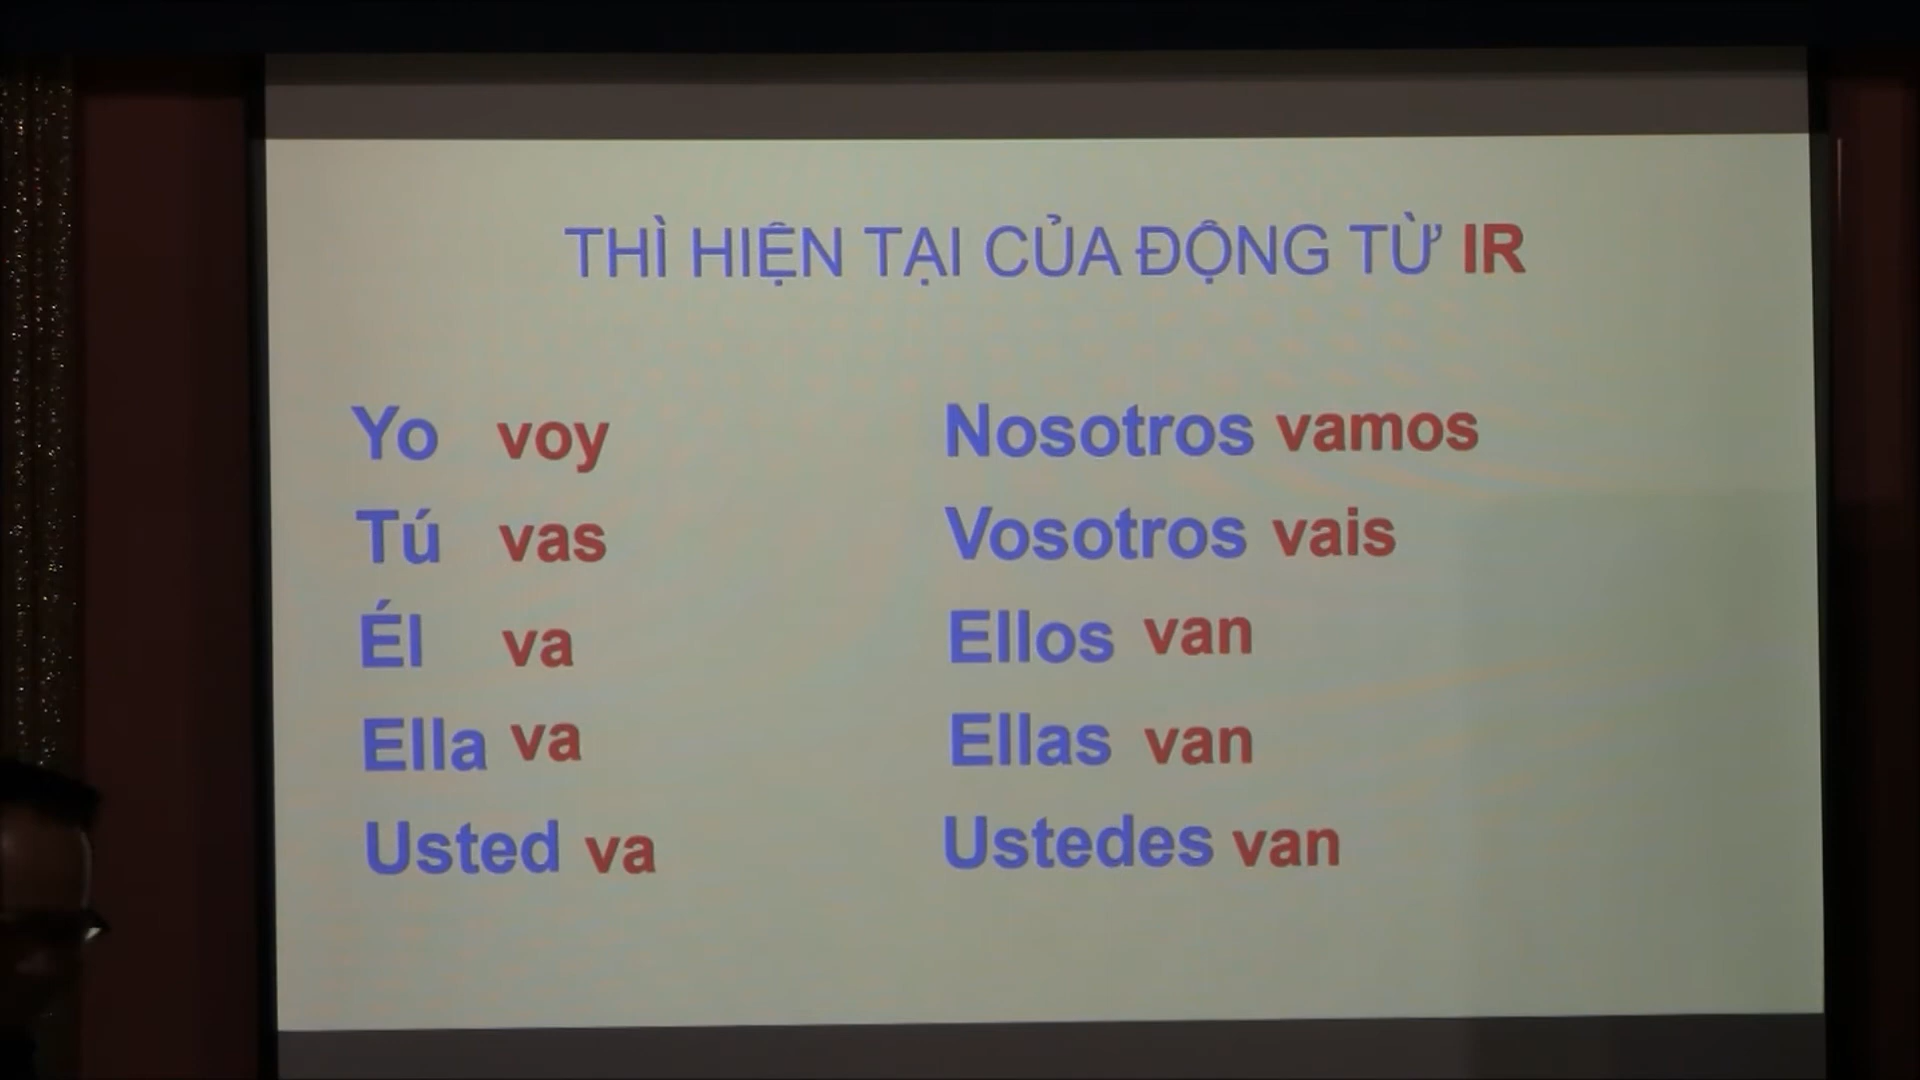 THÌ HIỆN TẠI CỦA ĐỘNG TỪ IR
Yo voy
Tú vas
Él va
Ella va
Usted va
Nosotros vamos
Vosotros vais
Ellos van
Ellas van
Ustedes van